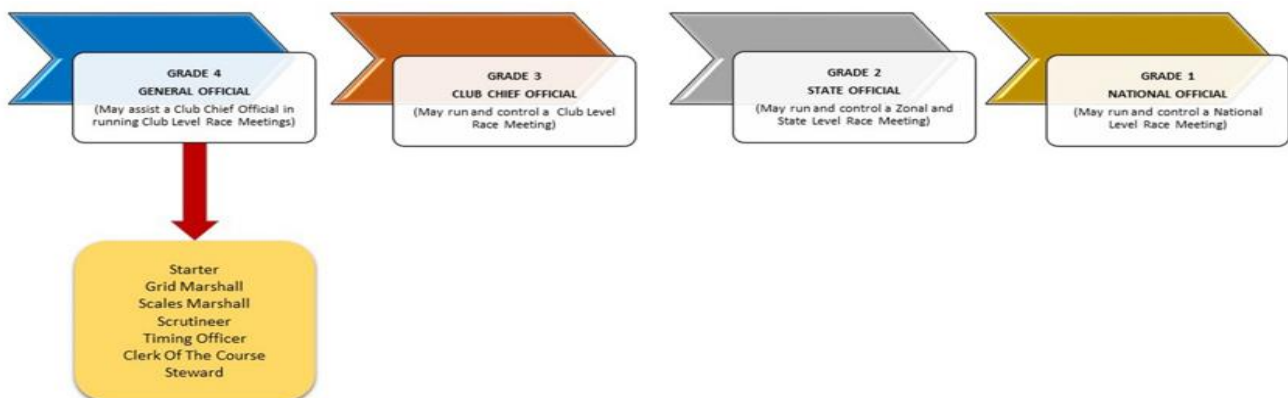 GRADE 4
GENERAL OFFICIAL
(May assist a Club Chief Official in
running Club Level Race Meetings)
GRADE 3
CLUB CHIEF OFFICIAL
(May run and control a Club Level
Race Meeting)
GRADE 2
STATE OFFICIAL
(May run and control a Zonal and
State Level Race Meeting)
GRADE 1
NATIONAL OFFICIAL
(May run and control a National
Level Race Meeting)
Starter
Grid Marshall
Scales Marshall
Scrutineer
Timing Officer
Clerk Of The Course
Steward